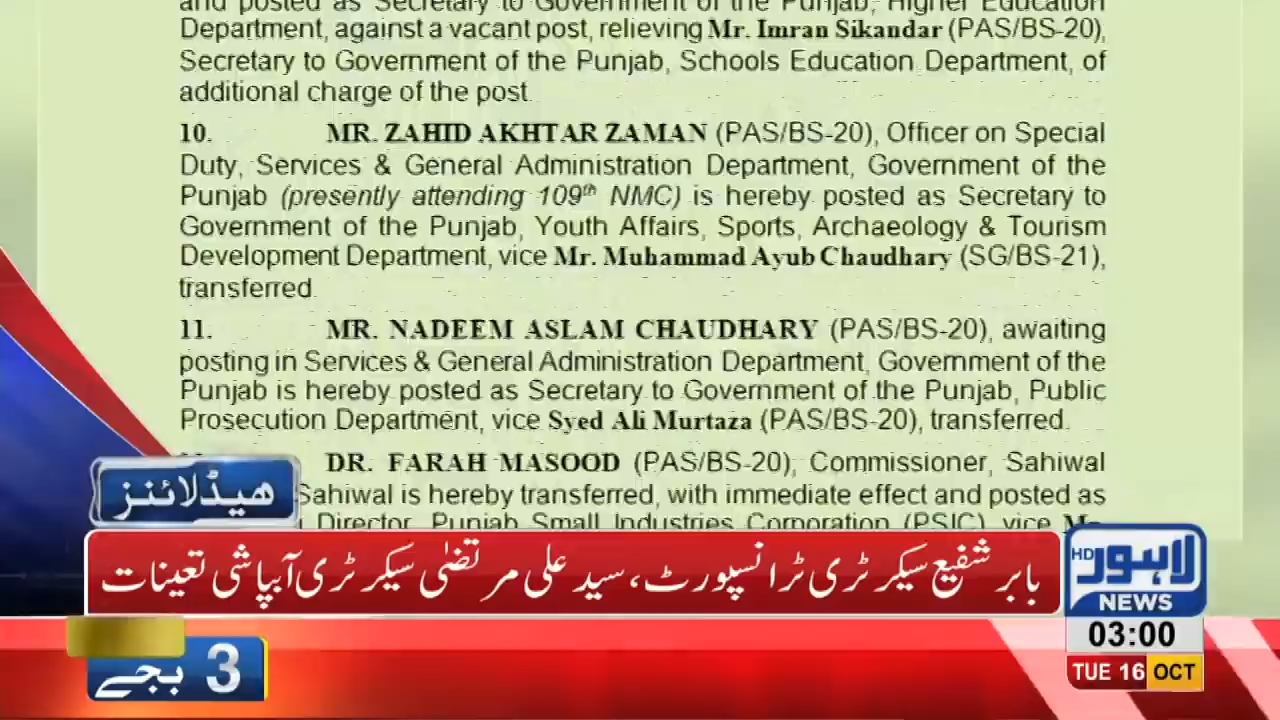 and posted as Secretary to Government of the Punjab, Higher Education
Department, against a vacant post, relieving Mr. Imran Sikandar (PAS/BS-20),
Secretary to Government of the Punjab, Schools Education Department, of
additional charge of the post.
10. MR. ZAHID AKHTAR ZAMAN (PAS/BS-20), Officer on Special
Duty, Services & General Administration Department, Government of the
Punjab (presently attending 109th NMC) is hereby posted as Secretary to
Government of the Punjab, Youth Affairs, Sports, Archaeology & Tourism
Development Department, vice Mr. Muhammad Ayub Chaudhary (SG/BS-21),
transferred.
11. MR. NADEEM ASLAM CHAUDHARY (PAS/BS-20), awaiting
posting in Services & General Administration Department, Government of the
Punjab is hereby posted as Secretary to Government of the Punjab, Public
Prosecution Department, vice Syed Ali Murtaza (PAS/BS-20), transferred.
DR. FARAH MASOOD (PAS/BS-20), Commissioner, Sahiwal
Sahiwal is hereby transferred, with immediate effect and posted as
Director, Punjab Small Industries Corporation (PSIC), vice Mr.
ھیڈلائنز
بابر شفیع سیکرٹری ٹرانسپورٹ، سید علی مرتضیٰ سیکرٹری آبپاشی تعینات
HD لاہور
NEWS
03:00
TUE 16 OCT
3 بجے